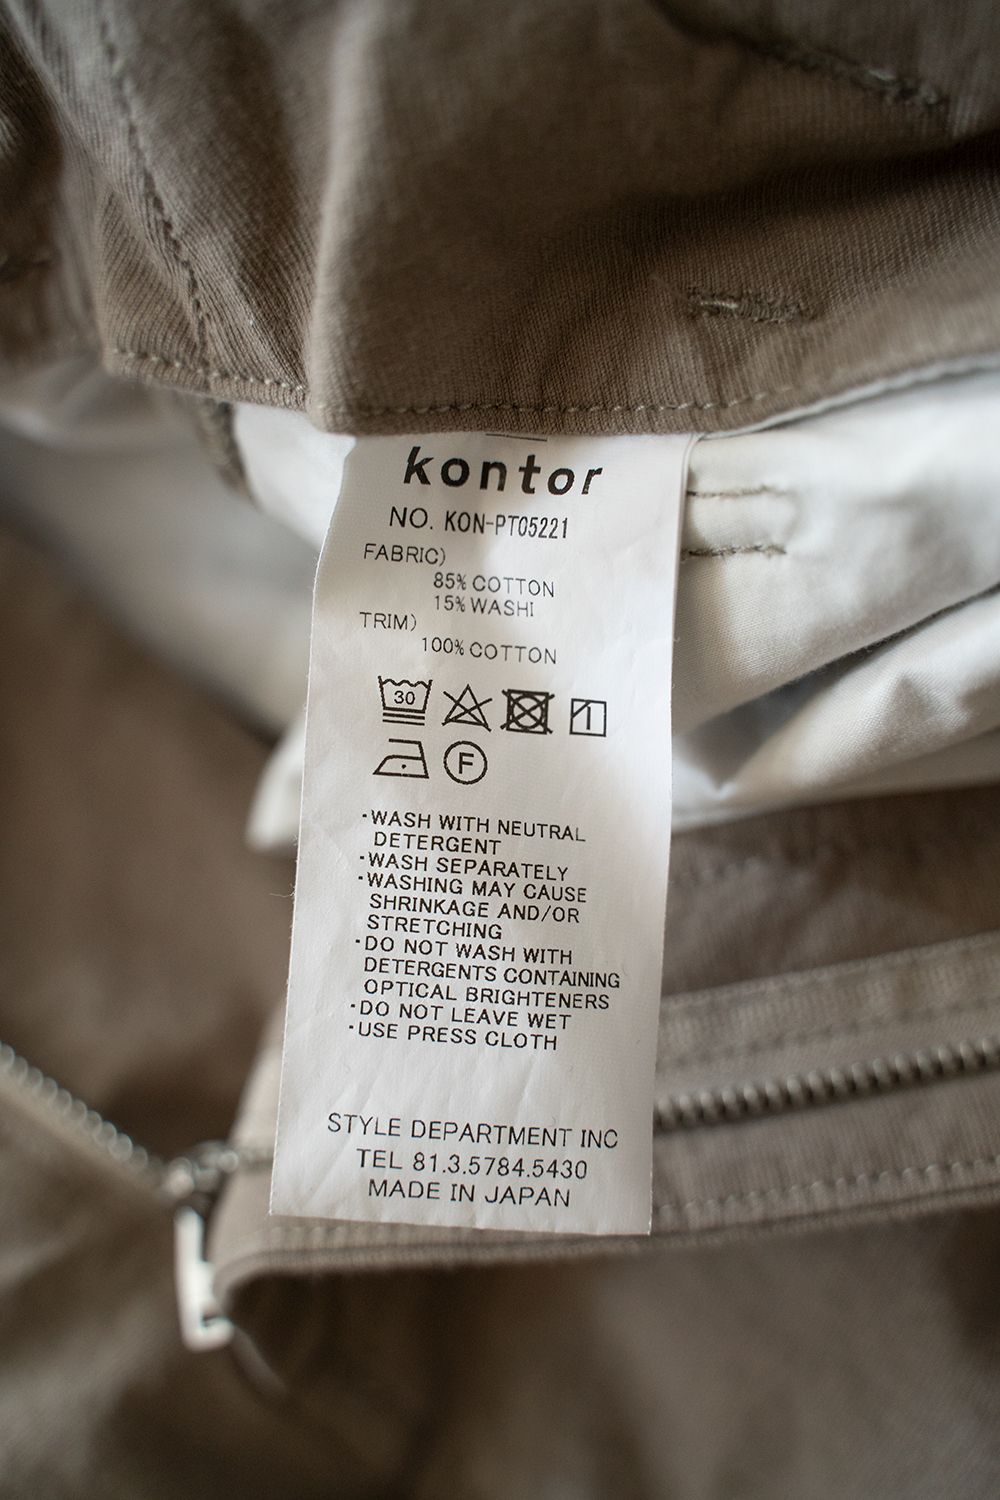 kontor
NO. KON-PT05221
FABRIC)
85% COTTON
15% WASHI
TRIM)
100% COTTON
30
F
·WASH WITH NEUTRAL
DETERGENT
·WASH SEPARATELY
·WASHING MAY CAUSE
SHRINKAGE AND/OR
STRETCHING
·DO NOT WASH WITH
DETERGENTS CONTAINING
OPTICAL BRIGHTENERS
·DO NOT LEAVE WET
·USE PRESS CLOTH
STYLE DEPARTMENT INC
TEL 81.3.5784.5430
MADE IN JAPAN